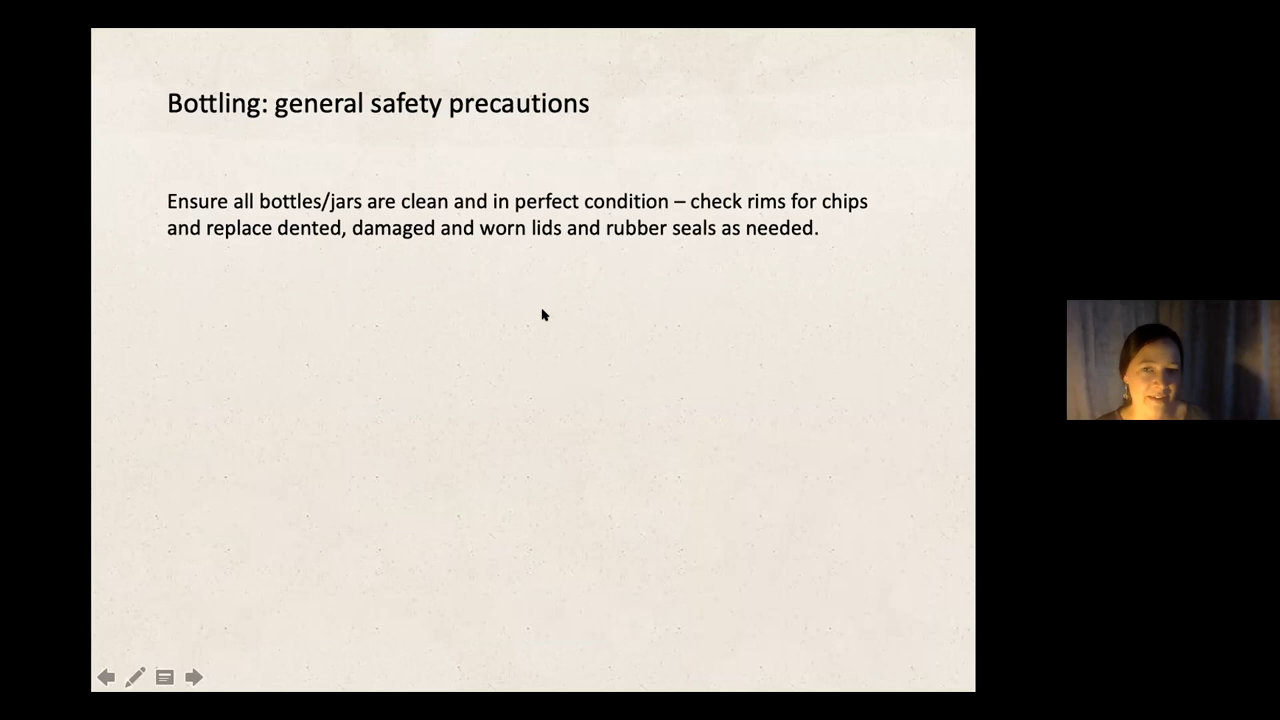 Bottling: general safety precautions
Ensure all bottles/jars are clean and in perfect condition – check rims for chips
and replace dented, damaged and worn lids and rubber seals as needed.